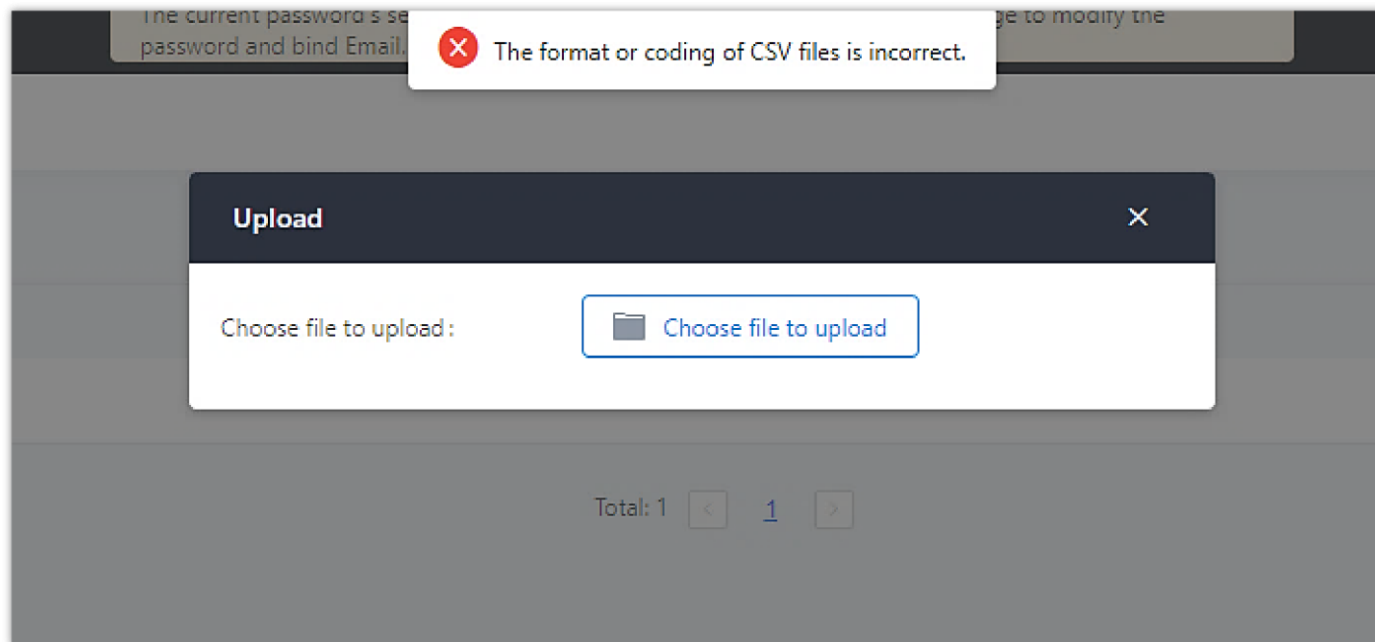 The current password's se
ge to modify the
password and bind Email.
The format or coding of CSV files is incorrect.
Upload
Choose file to upload:
Choose file to upload
Total: 1 < 1 >